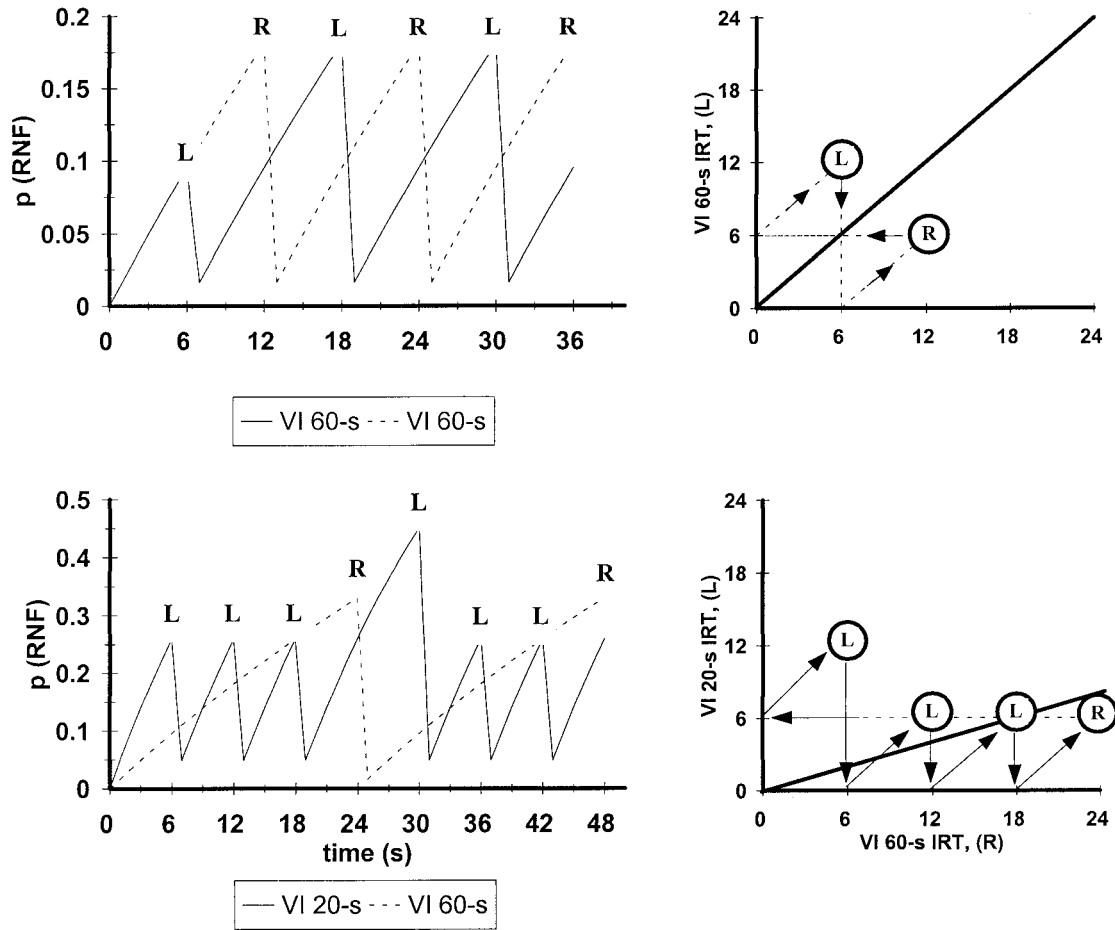 0.2
0.15
0.1
0.05
0
p (RNF)
L
R
L
R
L
R
0 6 12 18 24 30 36
VI 60-s VI 60-s
24
18
12
6
0
VI 60-s IRT, (L)
L
R
0 6 12 18 24
0.5
0.4
0.3
0.2
0.1
0
p (RNF)
L
L
L
R
L
L
L
R
0 6 12 18 24 30 36 42 48
time (s)
VI 20-s VI 60-s
24
18
12
6
0
VI 20-s IRT, (L)
L
L
L
R
0 6 12 18 24
VI 60-s IRT, (R)